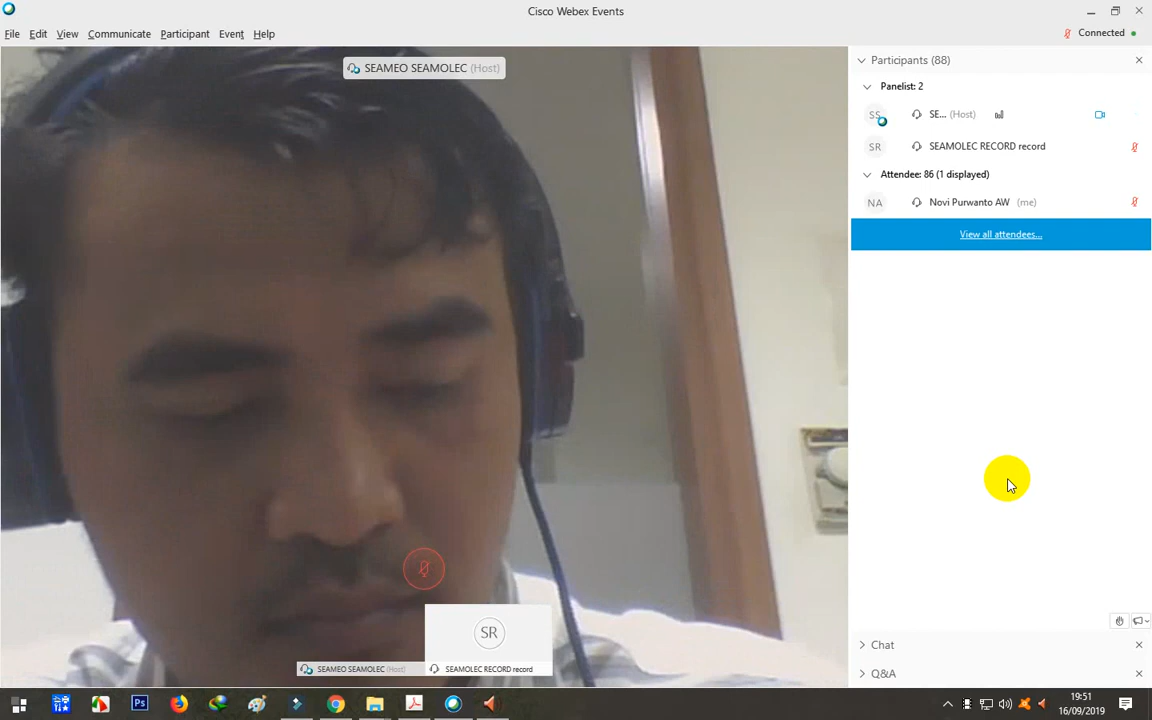 Cisco Webex Events
File Edit View Communicate Participant Event Help
Connected
SEAMEO SEAMOLEC (Host)
Participants (88)
Panelist: 2
SS SE... (Host)
SR SEAMOLEC RECORD record
Attendee: 86 (1 displayed)
NA Novi Purwanto AW (me)
View all attendees...
SR
SEAMEO SEAMOLEC (Host) SEAMOLEC RECORD record
Chat
Q&A
Ps
19:51
16/09/2019